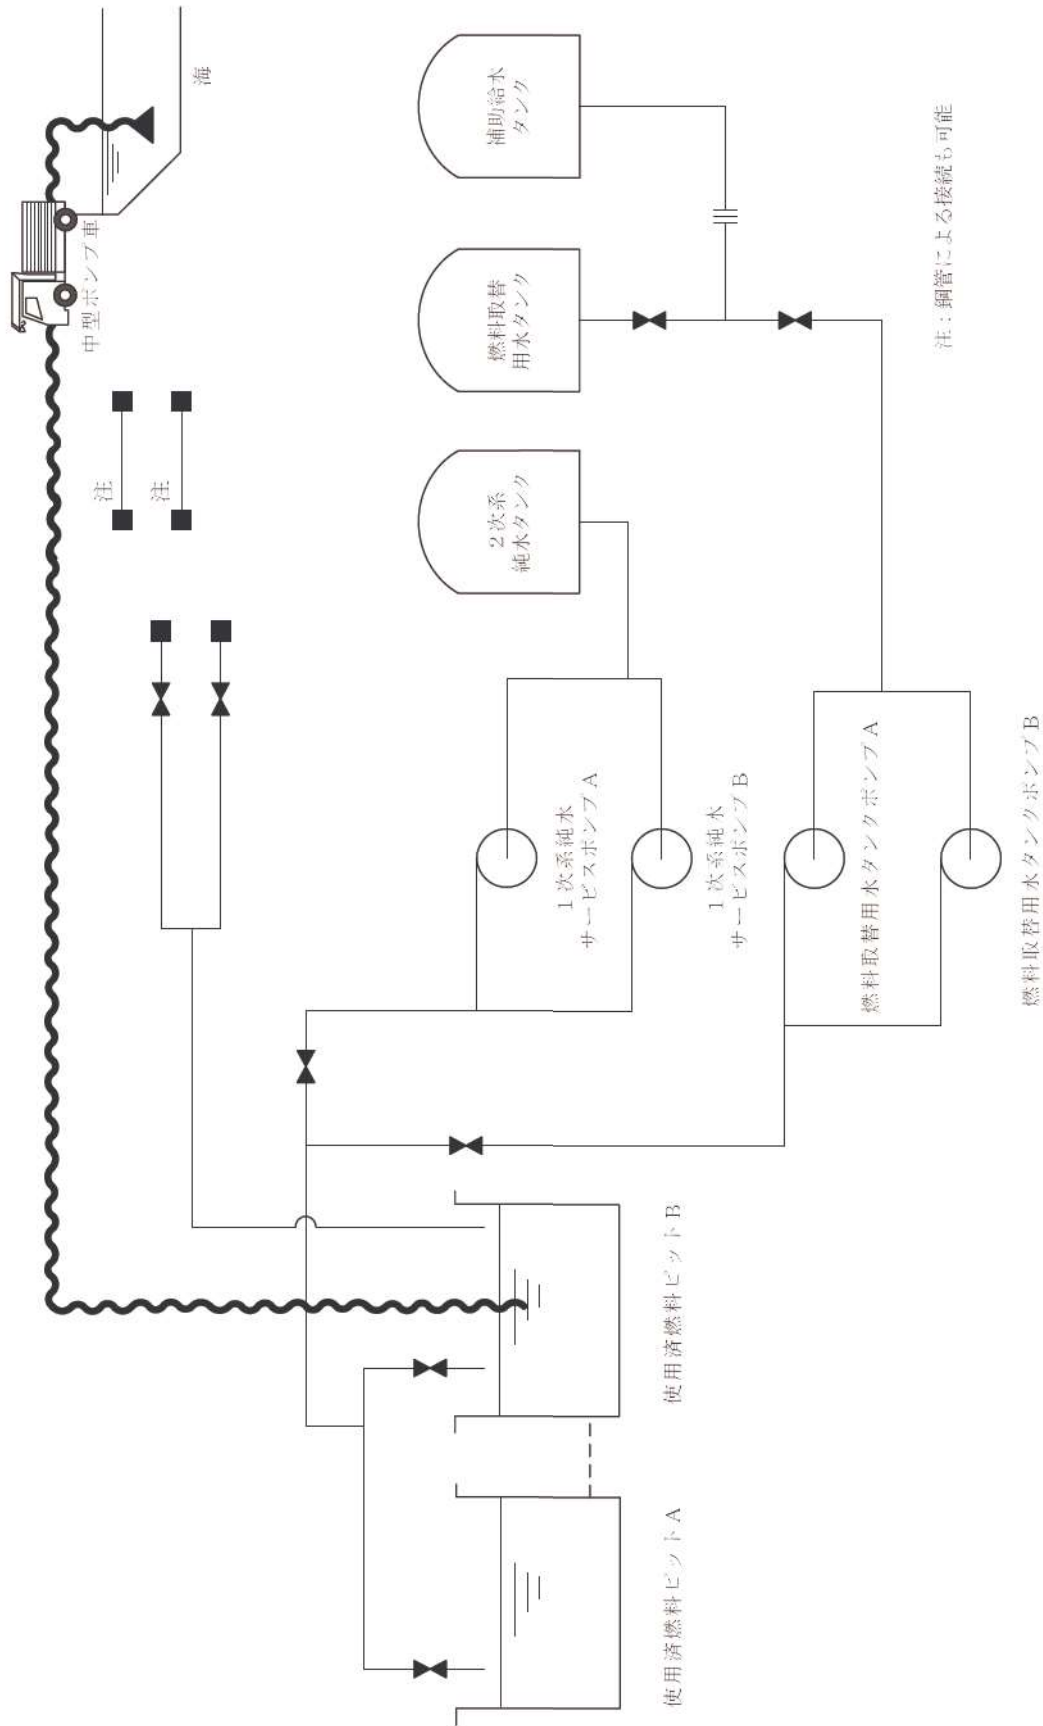 海
中型ポンプ車
注
注
補助給水
タンク
燃料取替
用水タンク
２次系
純水タンク
１次系純水
サービスポンプＡ
１次系純水
サービスポンプＢ
燃料取替用水タンクポンプＡ
燃料取替用水タンクポンプＢ
使用済燃料ピットＢ
使用済燃料ピットＡ
注：鋼管による接続も可能